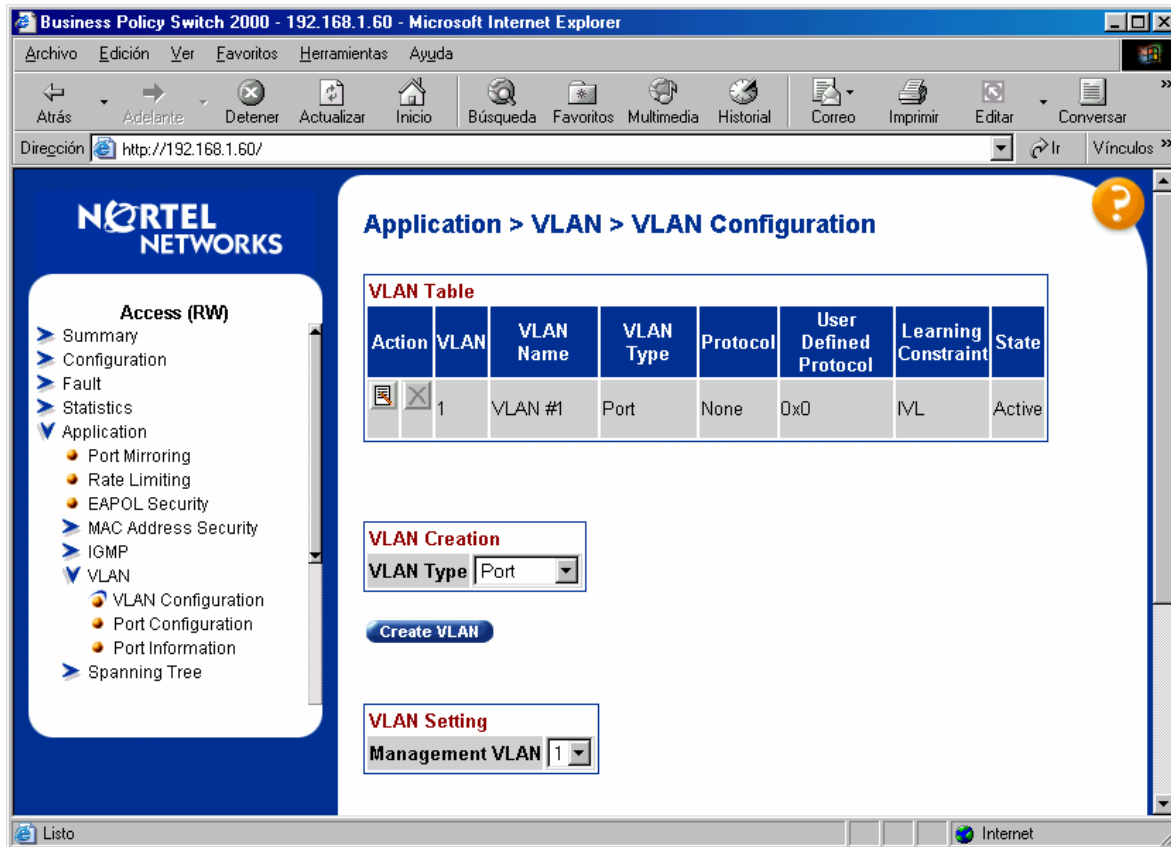 Business Policy Switch 2000 - 192.168.1.60 - Microsoft Internet Explorer
Archivo Edición Ver Favoritos Herramientas Ayuda
Atrás Adelante Detener Actualizar Inicio Búsqueda Favoritos Multimedia Historial Correo Imprimir Editar Conversar
Dirección http://192.168.1.60/ Ir Vínculos »
NORTEL
NETWORKS
Access (RW)
Summary
Configuration
Fault
Statistics
Application
Port Mirroring
Rate Limiting
EAPOL Security
MAC Address Security
IGMP
VLAN
VLAN Configuration
Port Configuration
Port Information
Spanning Tree
Application > VLAN > VLAN Configuration
?
VLAN Table
Action VLAN VLAN Name VLAN Type Protocol User Defined Protocol Learning Constraint State
1 VLAN #1 Port None 0x0 IVL Active
VLAN Creation
VLAN Type Port
Create VLAN
VLAN Setting
Management VLAN 1
Listo Internet